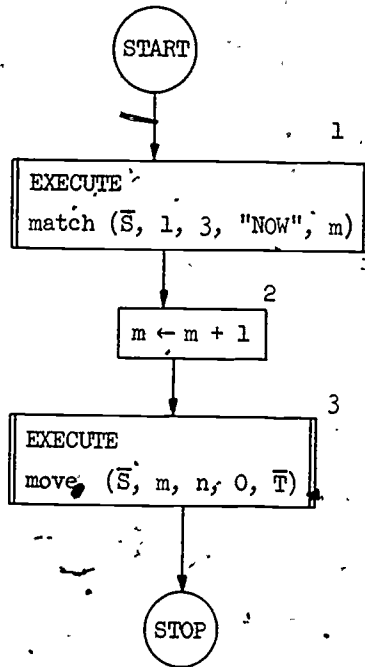 START
1
EXECUTE
match (S̅, 1, 3, "NOW", m)
2
m ← m + 1
3
EXECUTE
move (S̅, m, n, 0, T̅)
STOP